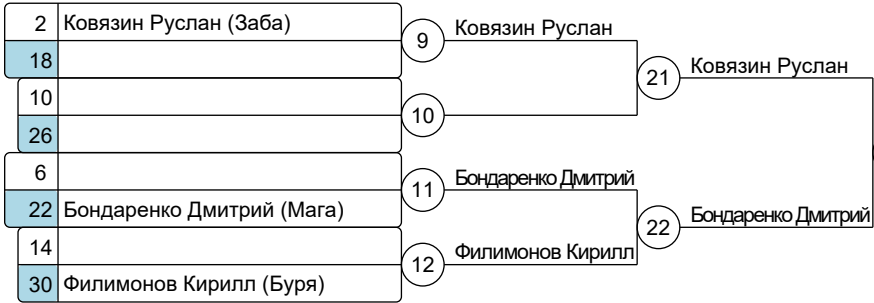 2 Ковязин Руслан (Заба)
18
9 Ковязин Руслан
10
26
10
21 Ковязин Руслан
6
22 Бондаренко Дмитрий (Мага)
11 Бондаренко Дмитрий
14
30 Филимонов Кирилл (Буря)
12 Филимонов Кирилл
22 Бондаренко Дмитрий